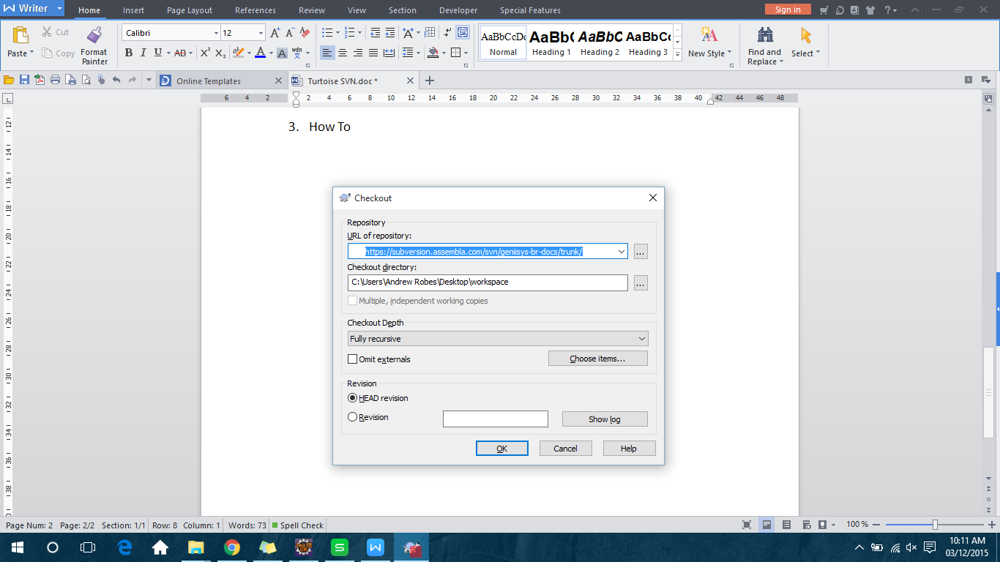 Writer
Home Insert Page Layout References Review View Section Developer Special Features Sign in
Paste Cut Copy Format Painter
Calibri 12
B I U AB X² X₂ A A
AaBbCcDd AaBb AaBbC AaBbCc
Normal Heading 1 Heading 2 Heading 3 New Style Find and Replace Select
Online Templates Turtoise SVN.doc *
6 4 2 2 4 6 8 10 12 14 16 18 20 22 24 26 28 30 32 34 36 38 40 42 44 46 48
12 14 16 18 20 22 24 26 28 30 32 34 36 38
3. How To
Checkout
Repository
URL of repository:
https://subversion.assembla.com/svn/geniisys-br-docs/trunk/
...
Checkout directory:
C:\Users\Andrew Robes\Desktop\workspace
...
Multiple, independent working copies
Checkout Depth
Fully recursive
Omit externals Choose items...
Revision
HEAD revision
Revision Show log
OK Cancel Help
Page Num: 2 Page: 2/2 Section: 1/1 Row: 8 Column: 1 Words: 73 Spell Check 100 %
10:11 AM
03/12/2015